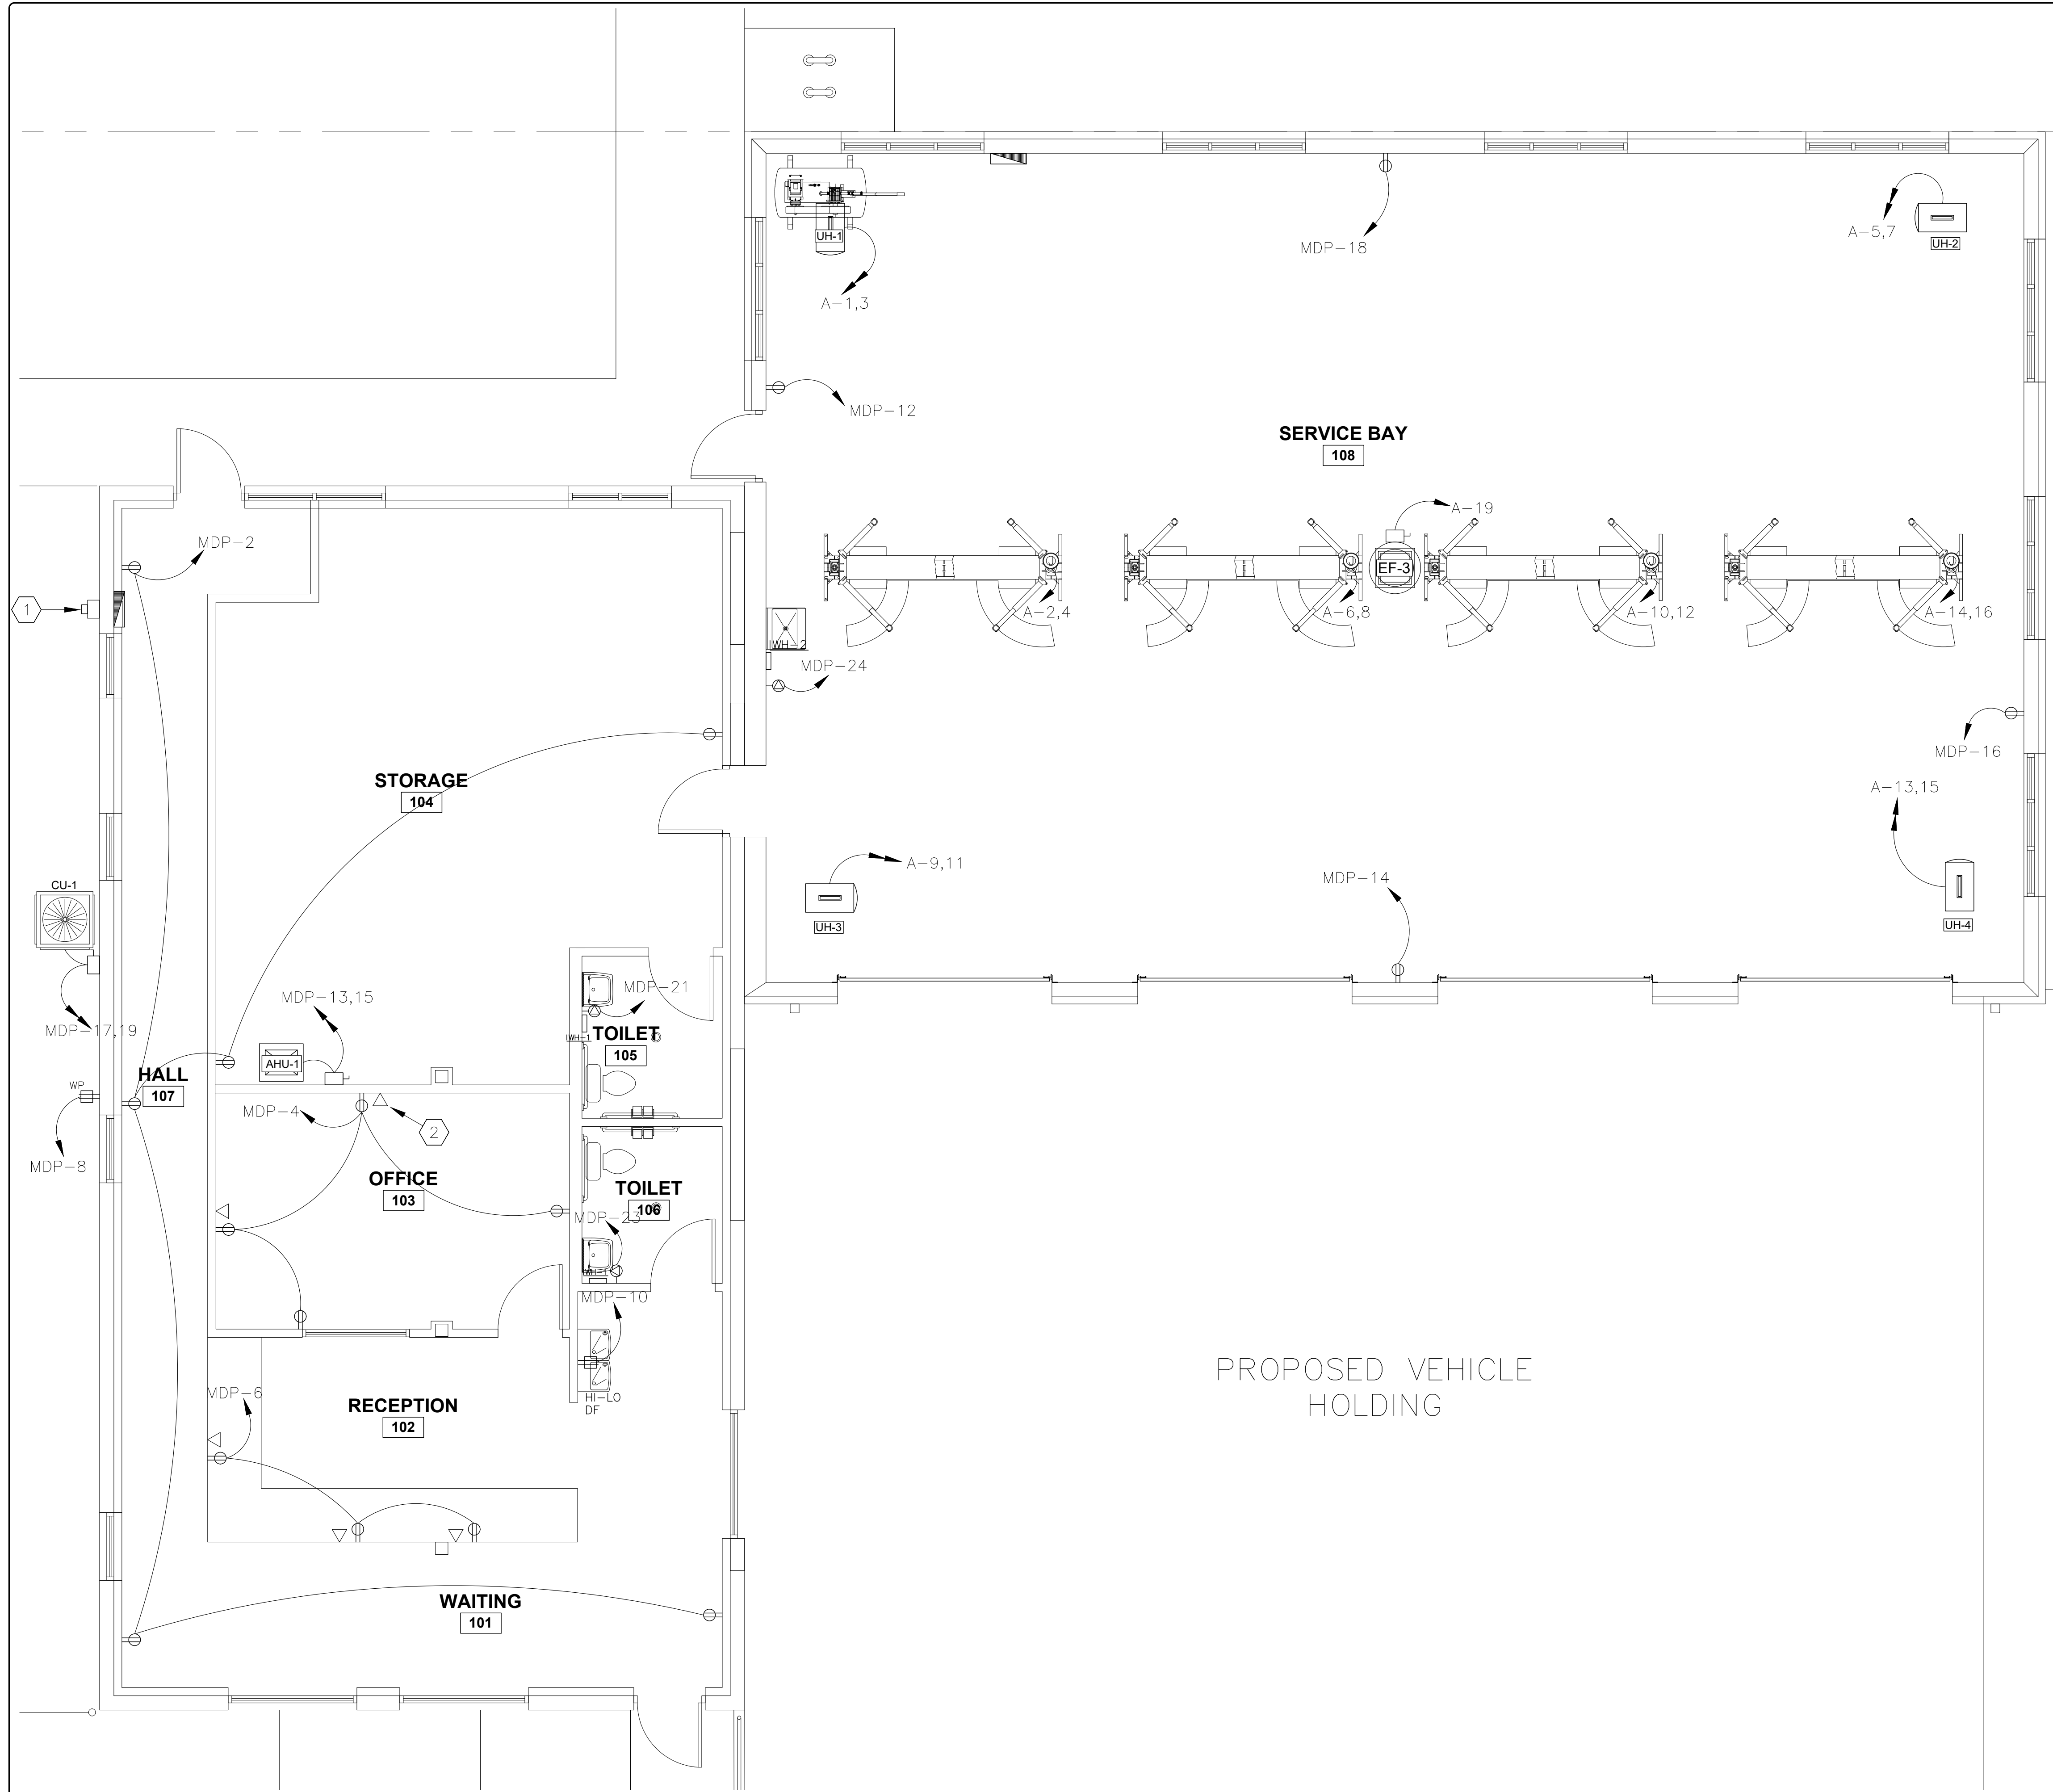 UH-1
A-1,3
MDP-18
A-5,7
UH-2
MDP-12
SERVICE BAY
108
MDP-2
1
A-19
EF-3
J
J
J
J
A-2,4
A-6,8
A-10,12
A-14,16
IWH-2
MDP-24
MDP-16
STORAGE
104
A-13,15
A-9,11
MDP-14
UH-3
UH-4
CU-1
MDP-17,19
MDP-13,15
MDP-21
IWH-1
TOILET
105
AHU-1
WP
HALL
107
MDP-4
2
MDP-8
OFFICE
103
TOILET
106
MDP-23
IWH-1
MDP-10
HI-LO
DF
MDP-6
RECEPTION
102
PROPOSED VEHICLE
HOLDING
WAITING
101